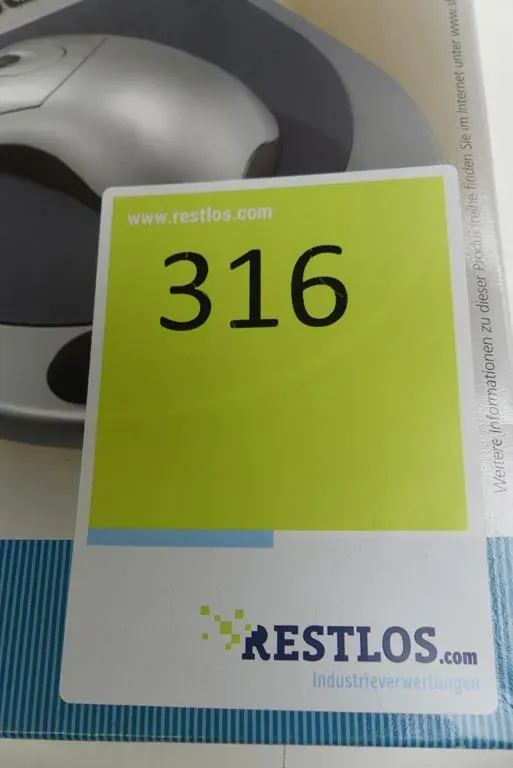 www.restlos.com
316
RESTLOS.com
Industrieverwertungen
Weitere Informationen zu dieser Produktreihe finden Sie im Internet unter